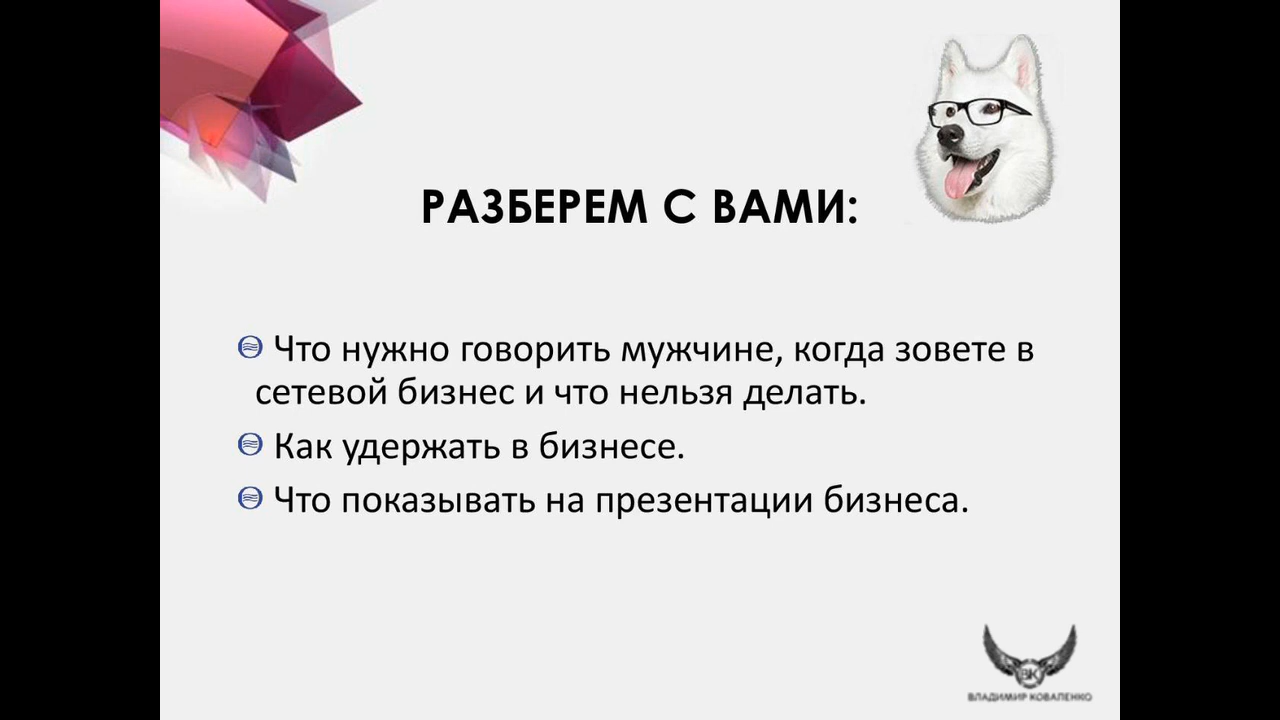 РАЗБЕРЕМ С ВАМИ:
Что нужно говорить мужчине, когда зовете в
сетевой бизнес и что нельзя делать.
Как удержать в бизнесе.
Что показывать на презентации бизнеса.
ВК
ВЛАДИМИР КОВАЛЕНКО